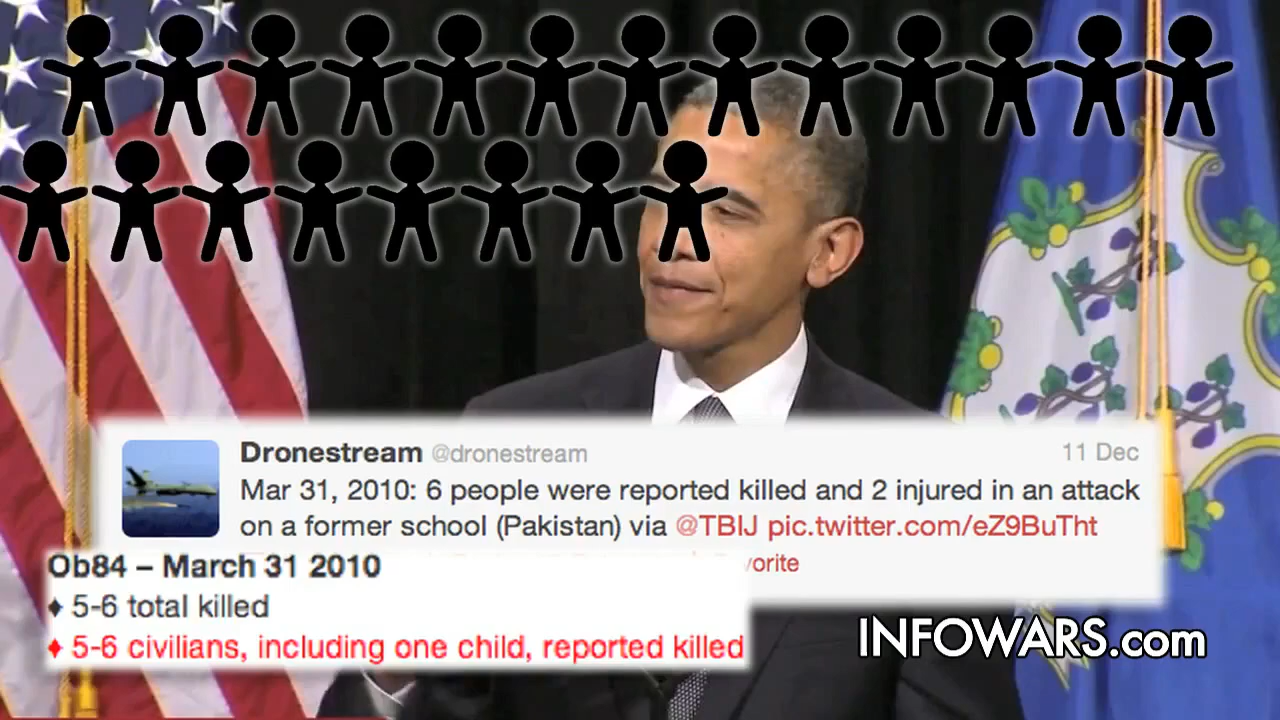 Dronestream @dronestream 11 Dec
Mar 31, 2010: 6 people were reported killed and 2 injured in an attack
on a former school (Pakistan) via @TBIJ pic.twitter.com/eZ9BuTht
Ob84 – March 31 2010
♦ 5-6 total killed
♦ 5-6 civilians, including one child, reported killed
INFOWARS.com